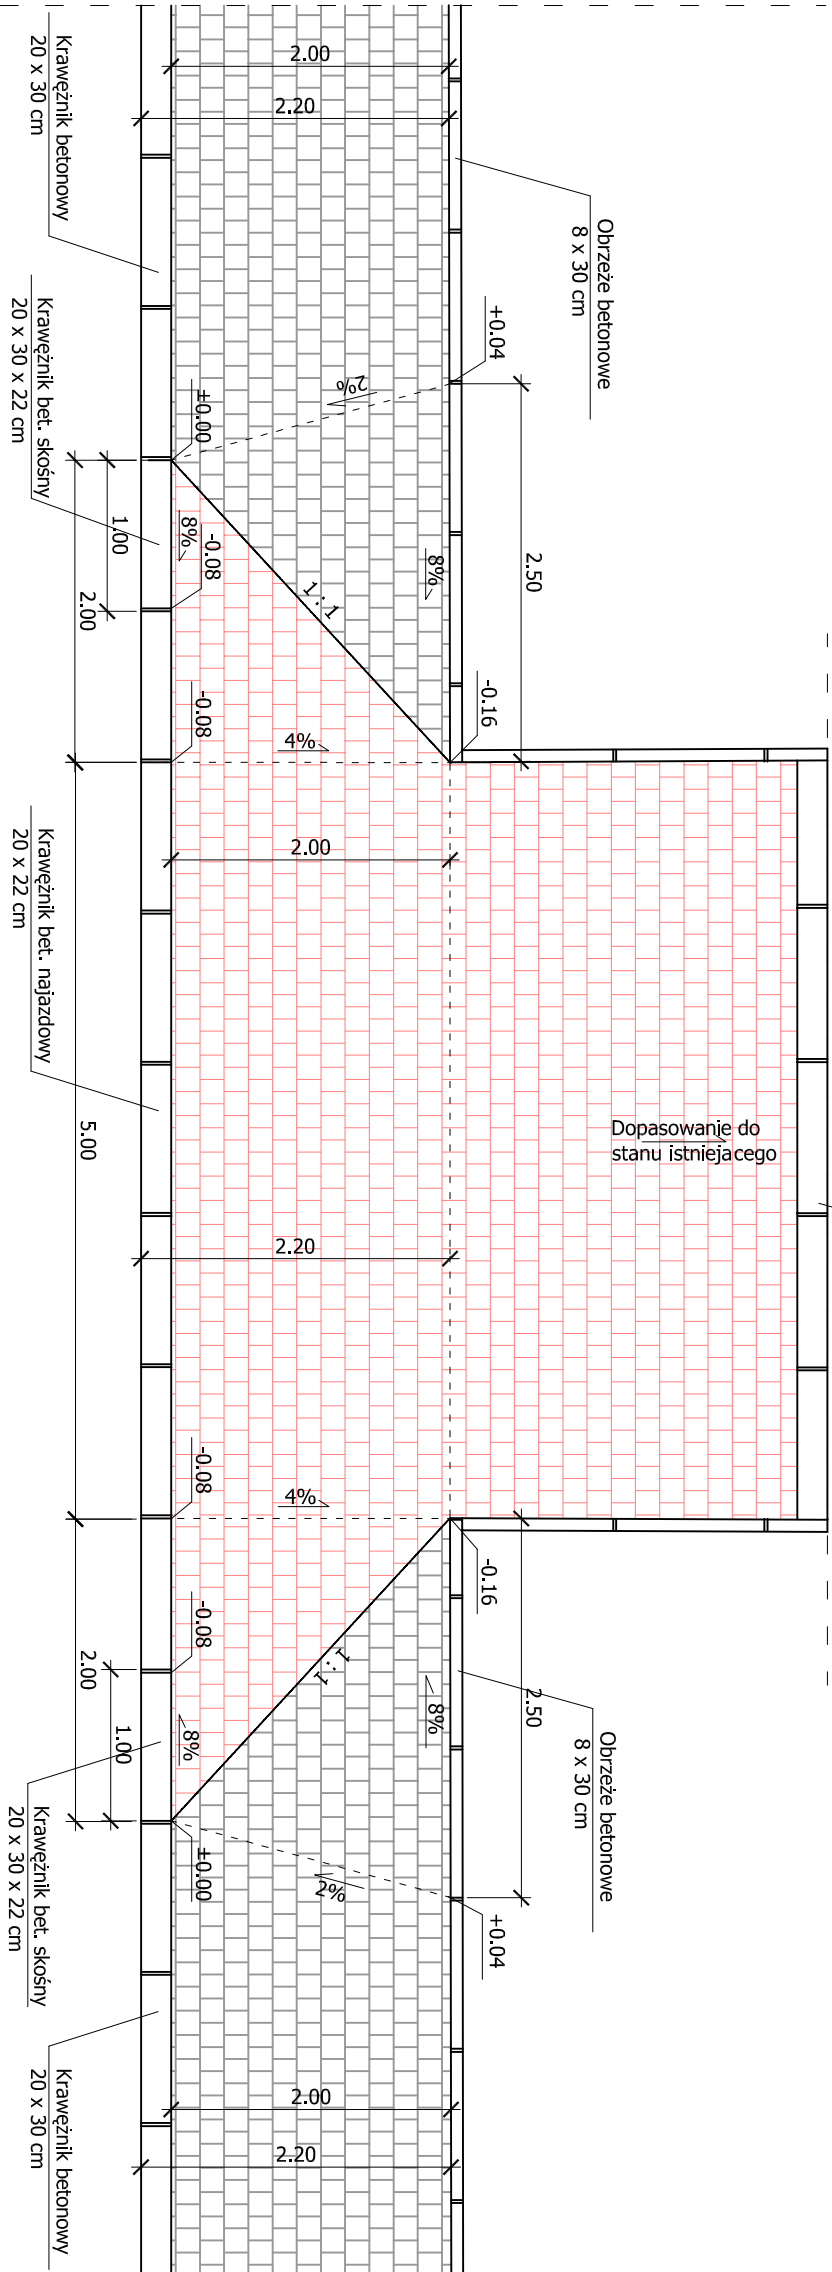 2.00
2.20
Krawężnik betonowy
20 x 30 cm
Obrzeże betonowe
8 x 30 cm
+0.04
2%
±0.00
2.50
Krawężnik bet. skośny
20 x 30 x 22 cm
1.00
2.00
8%
-0.08
8%
1:1
-0.16
-0.08
4%
2.00
Krawężnik bet. najazdowy
20 x 22 cm
5.00
Dopasowanie do
stanu istniejacego
2.20
-0.08
4%
-0.16
-0.08
2.00
1.00
8%
1:1
8%
2.50
Obrzeże betonowe
8 x 30 cm
±0.00
2%
+0.04
Krawężnik bet. skośny
20 x 30 x 22 cm
2.00
2.20
Krawężnik betonowy
20 x 30 cm